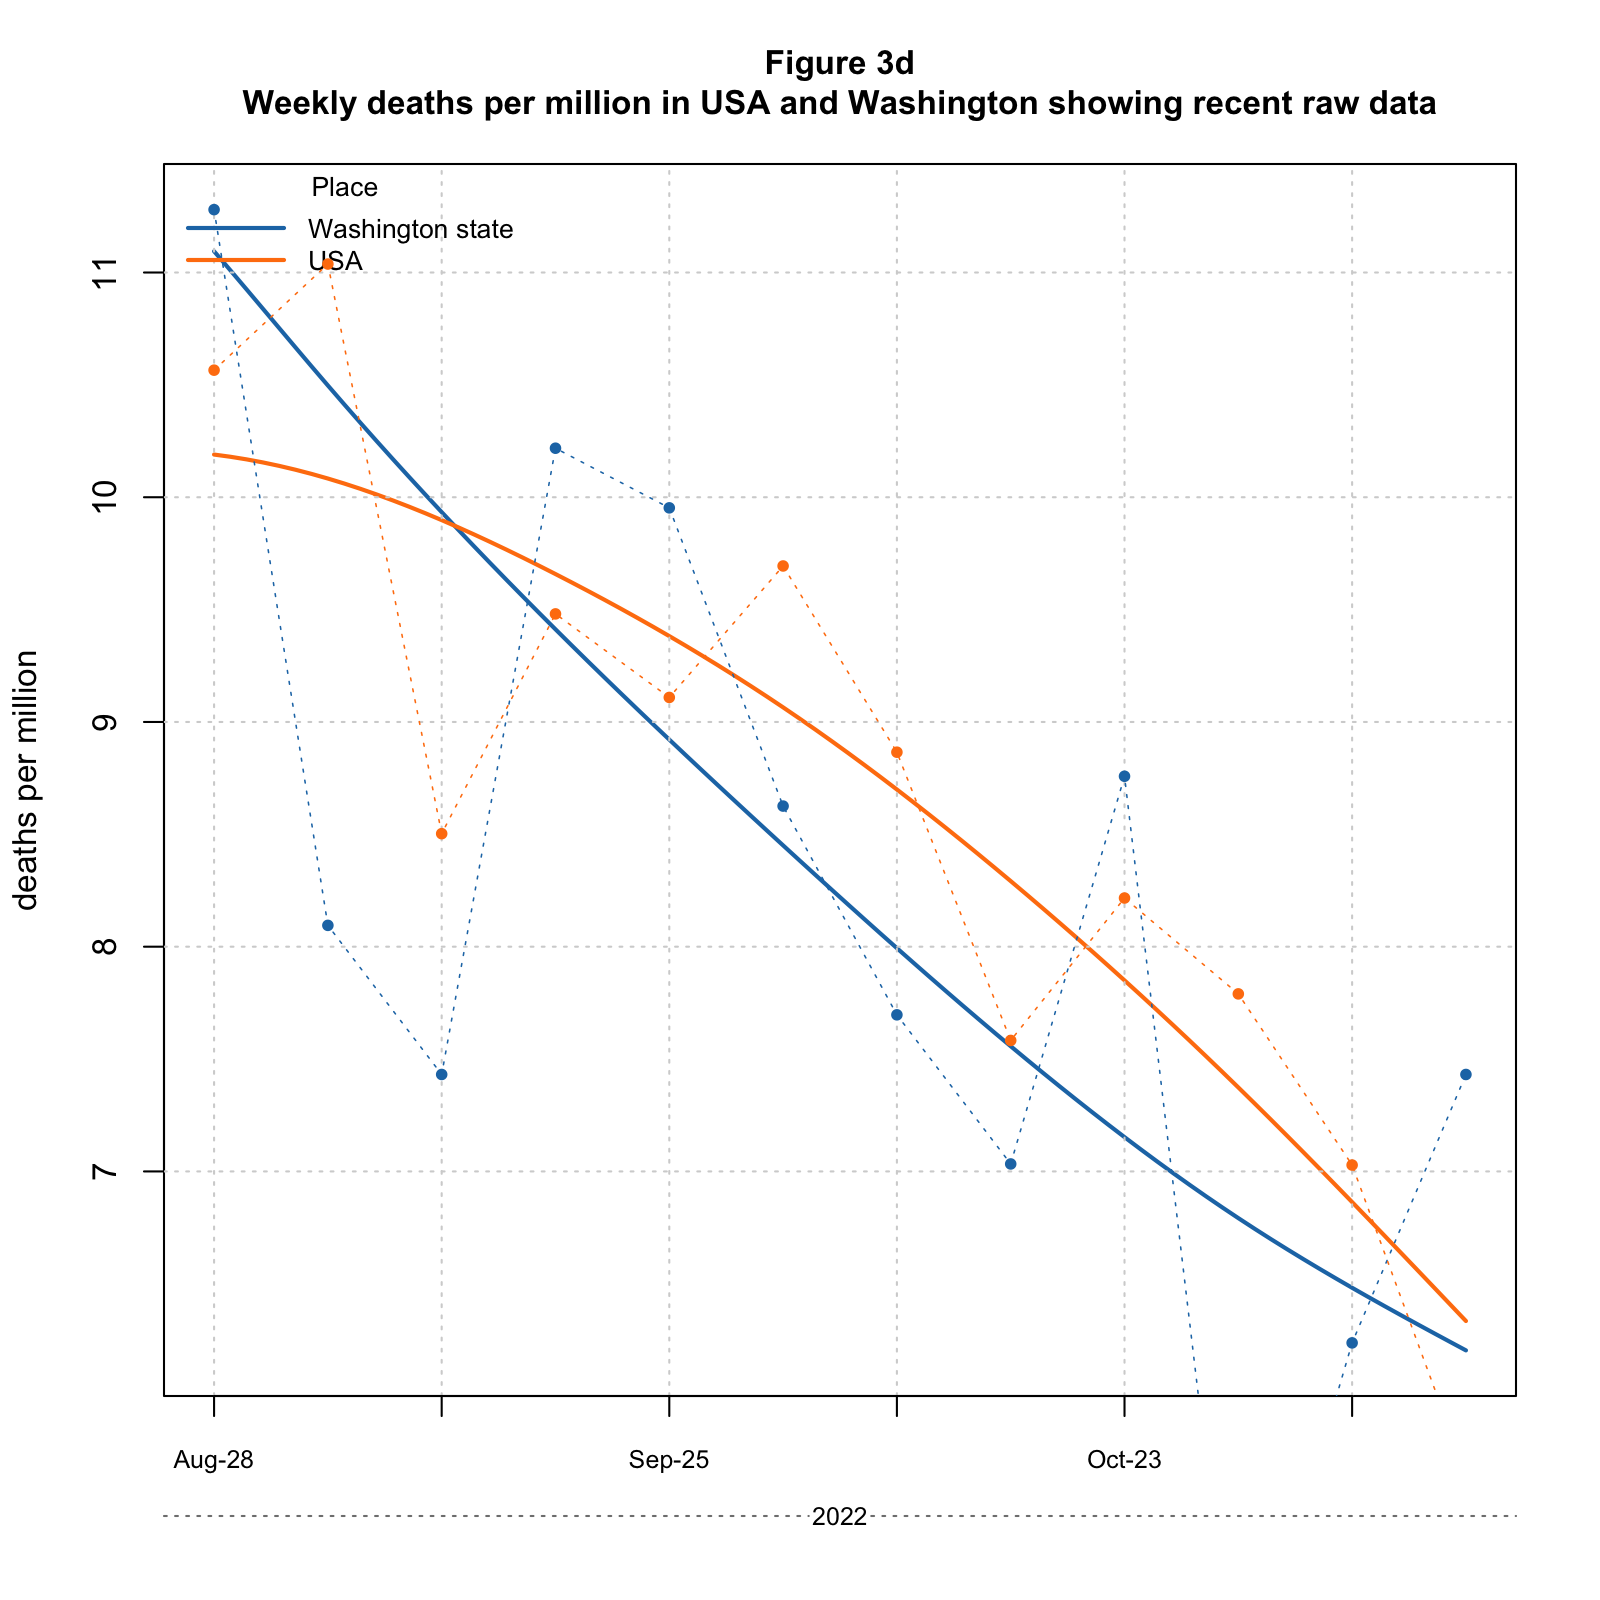 Figure 3d
Weekly deaths per million in USA and Washington showing recent raw data
Place
Washington state
USA
deaths per million
11
10
9
8
7
Aug-28
Sep-25
Oct-23
2022